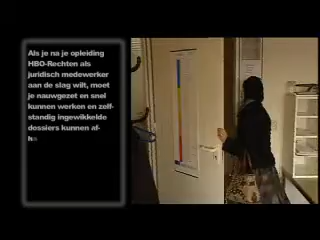 Als je na je opleiding
HBO-Rechten als
juridisch medewerker
aan de slag wilt, moet
je nauwgezet en snel
kunnen werken en zelf-
standig ingewikkelde
dossiers kunnen af-
ha